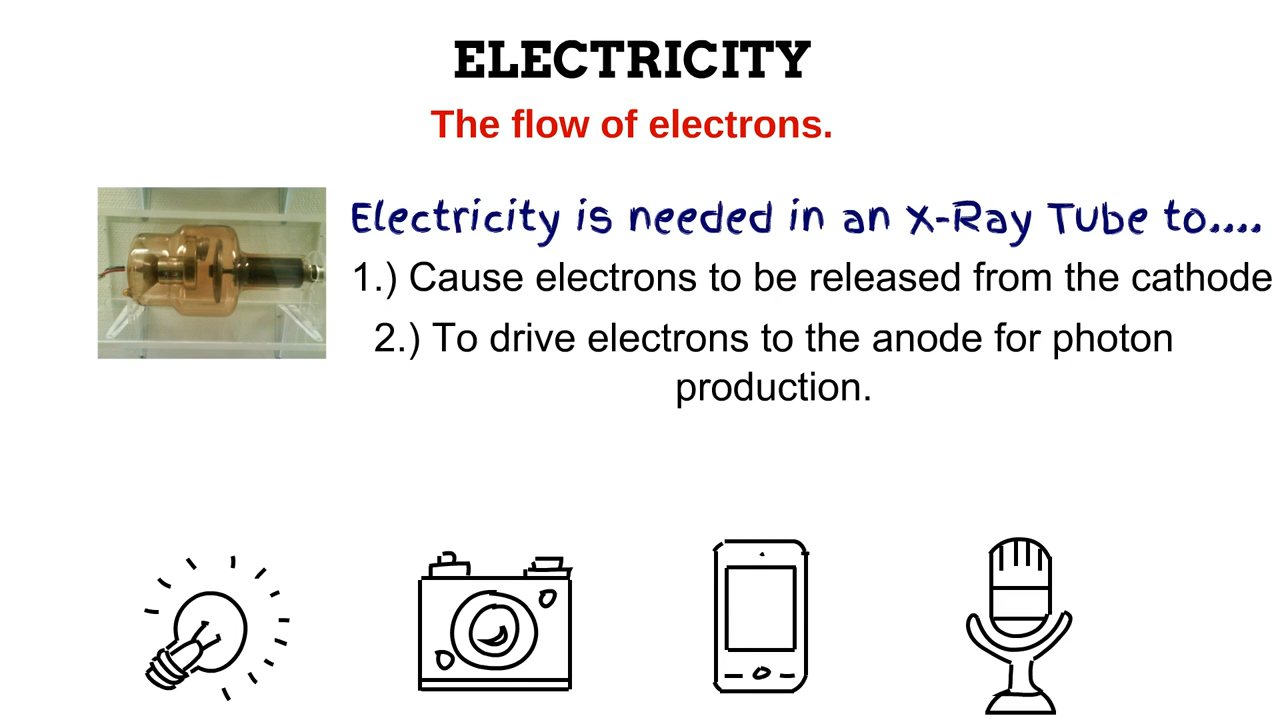 ELECTRICITY
The flow of electrons.
Electricity is needed in an X-Ray Tube to....
1.) Cause electrons to be released from the cathode
2.) To drive electrons to the anode for photon
production.